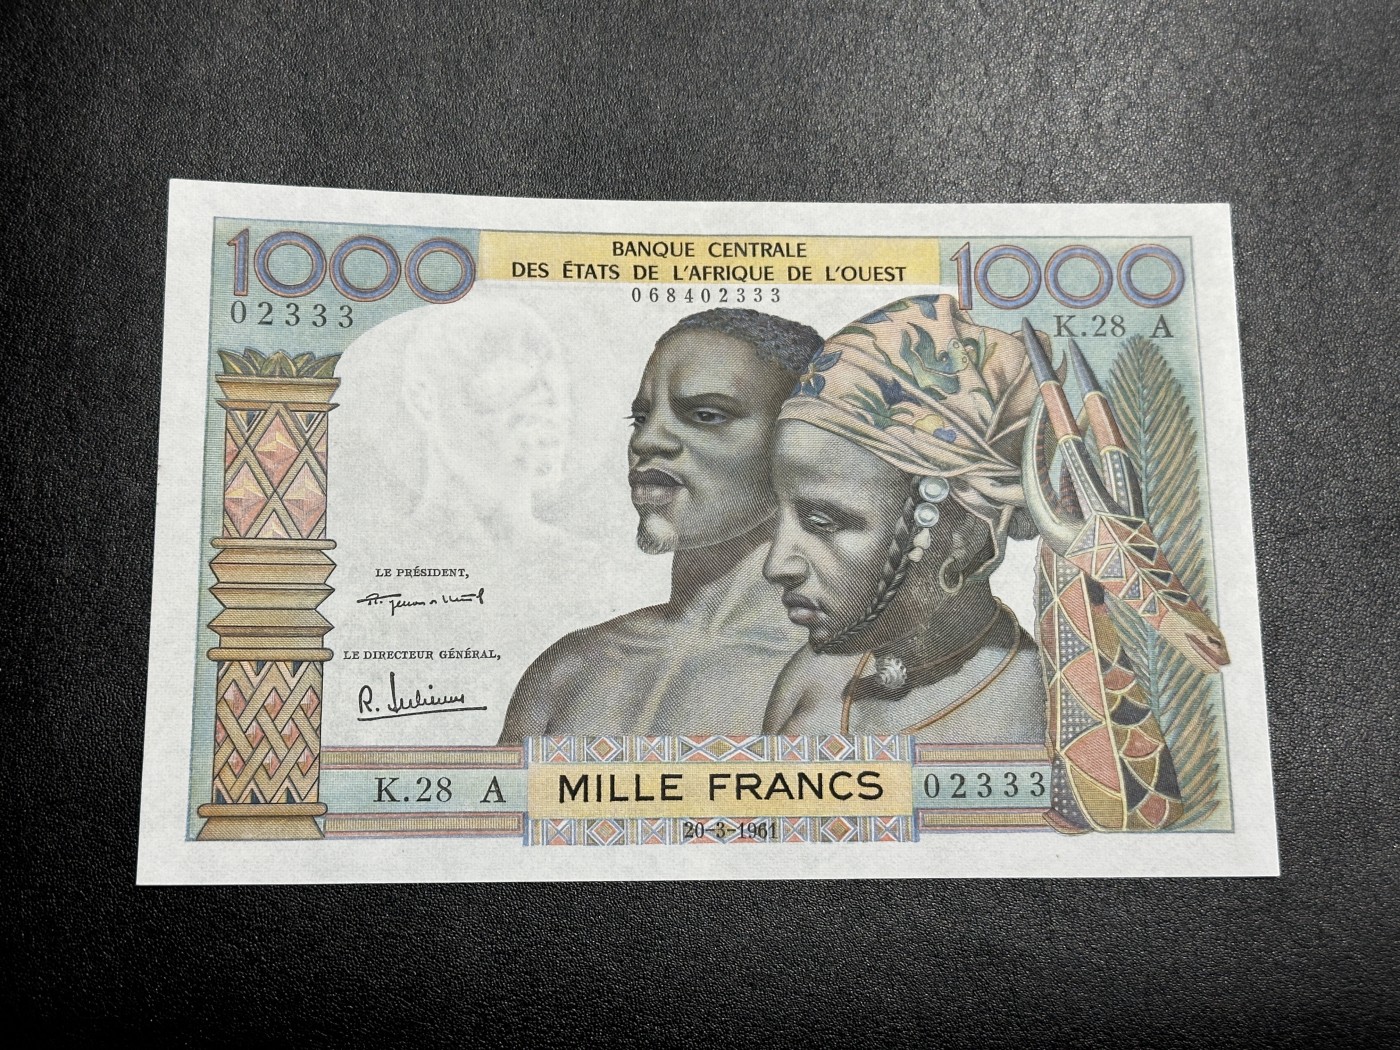 1000
BANQUE CENTRALE
DES ÉTATS DE L'AFRIQUE DE L'OUEST
1000
02333
068402333
K.28 A
LE PRÉSIDENT,
LE DIRECTEUR GÉNÉRAL,
R. Julienne
K.28 A
MILLE FRANCS
02333
20-3-1961